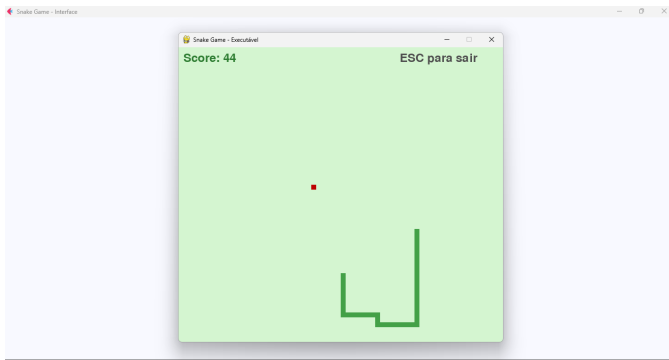 Snake Game - Interface
Snake Game - Executável
Score: 44
ESC para sair